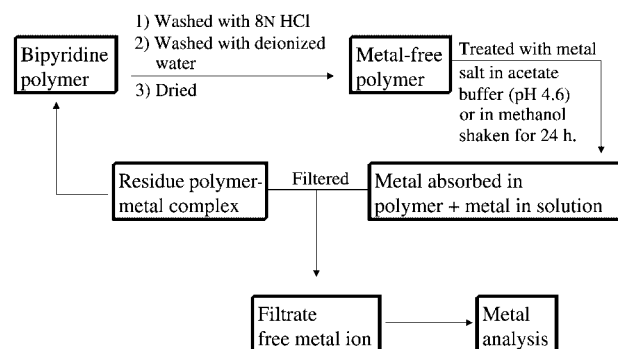 1) Washed with 8N HCl
2) Washed with deionized
water
3) Dried
Bipyridine
polymer
Metal-free
polymer
Treated with metal
salt in acetate
buffer (pH 4.6)
or in methanol
shaken for 24 h.
Residue polymer-
metal complex
Filtered
Metal absorbed in
polymer + metal in solution
Filtrate
free metal ion
Metal
analysis